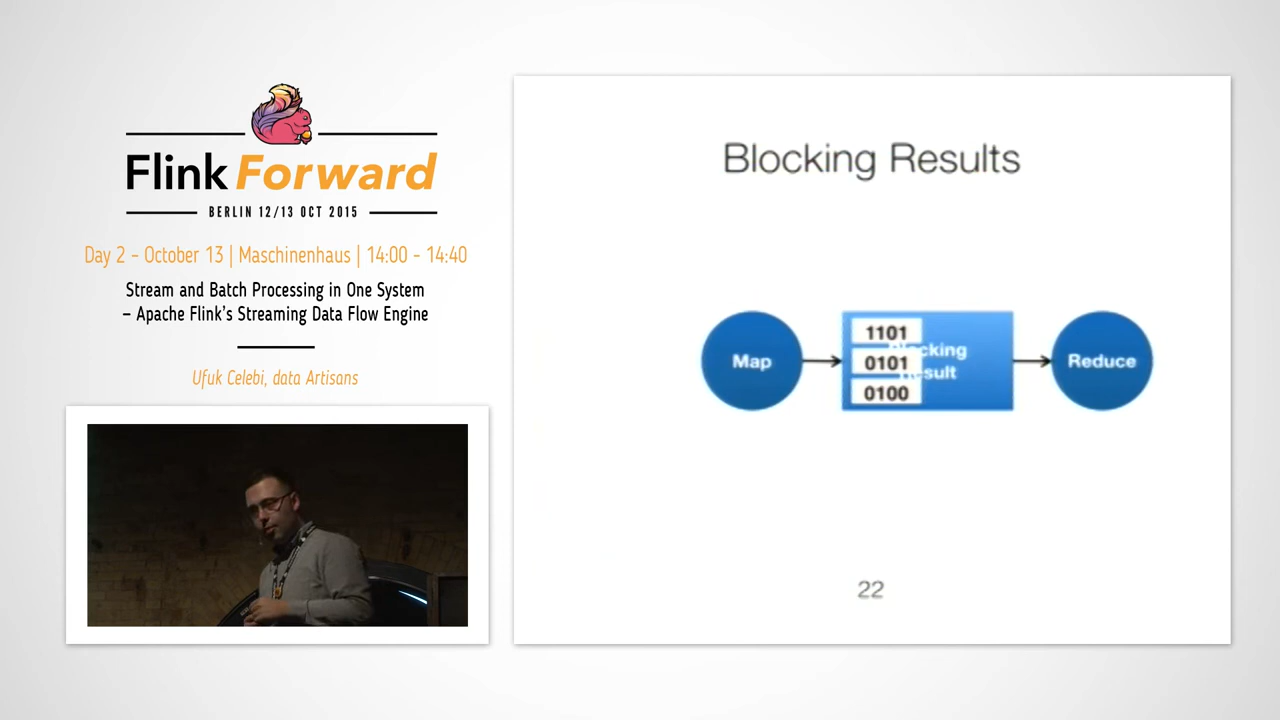 Flink Forward
BERLIN 12/13 OCT 2015
Day 2 - October 13 | Maschinenhaus | 14:00 - 14:40
Stream and Batch Processing in One System
– Apache Flink's Streaming Data Flow Engine
Ufuk Celebi, data Artisans
Blocking Results
Map
1101
0101
0100
Blocking
Result
Reduce
22